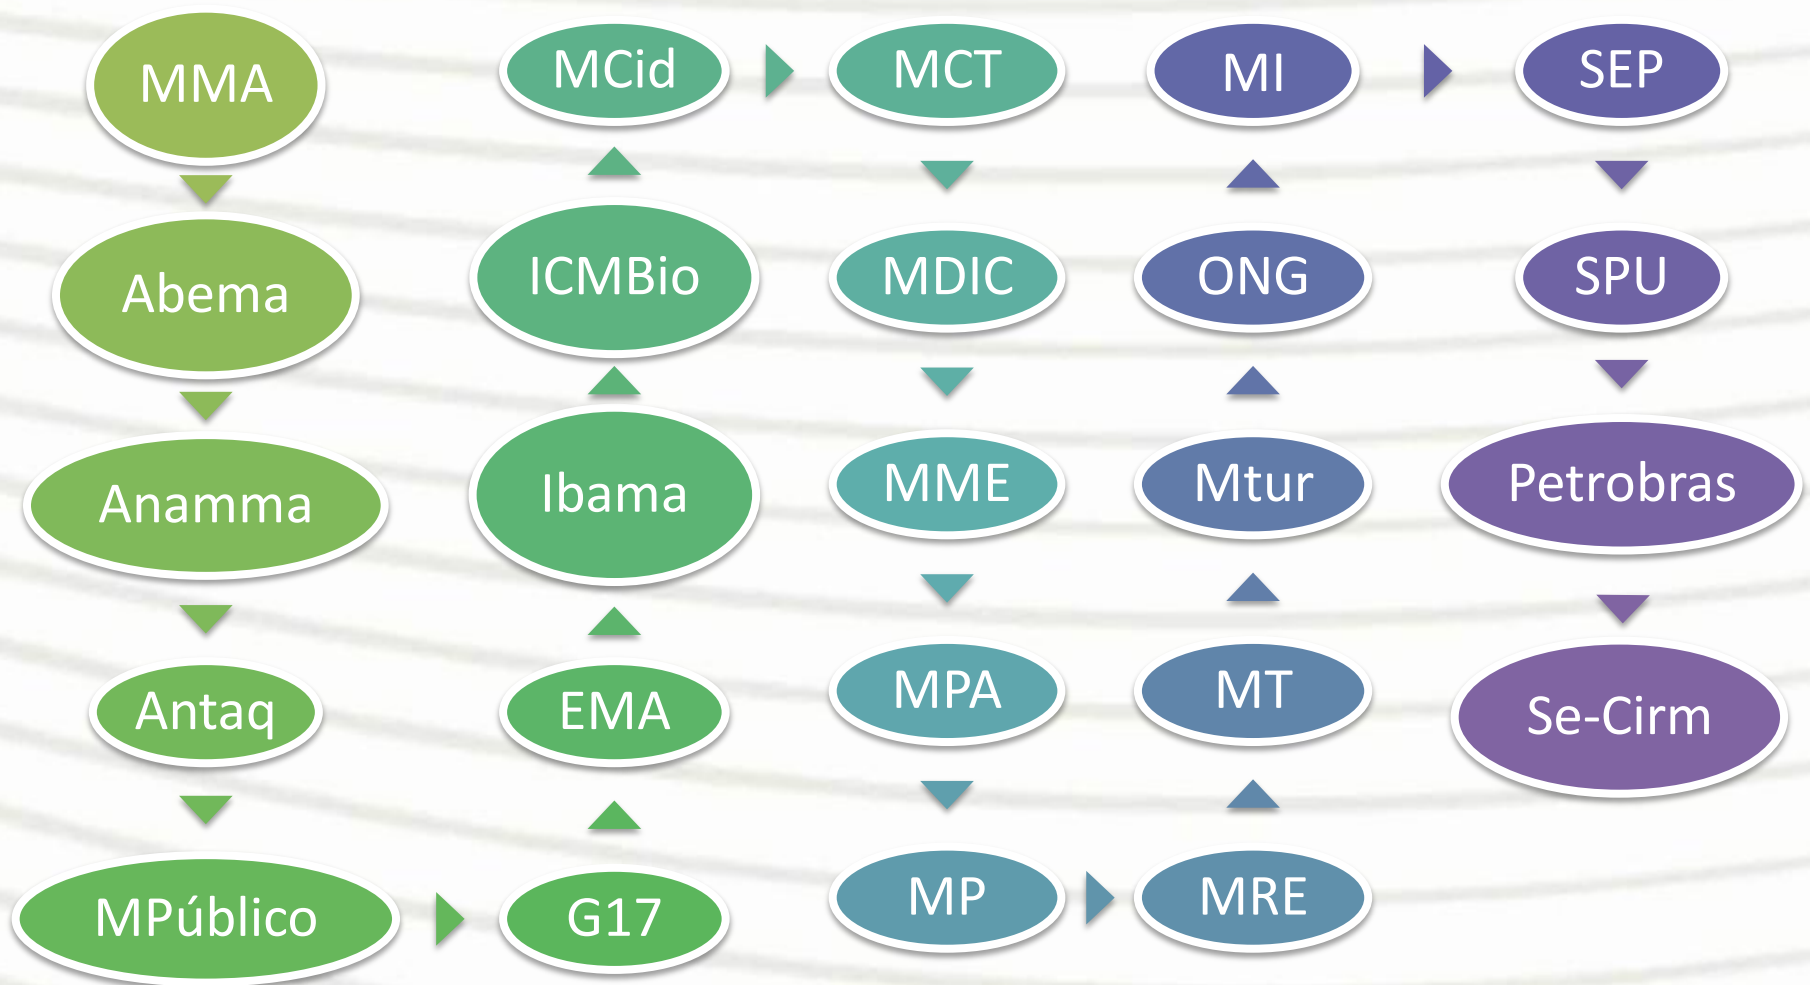 MMA
Abema
Anamma
Antaq
MPúblico
G17
EMA
Ibama
ICMBio
MCid
MCT
MDIC
MME
MPA
MP
MRE
MT
Mtur
ONG
MI
SEP
SPU
Petrobras
Se-Cirm